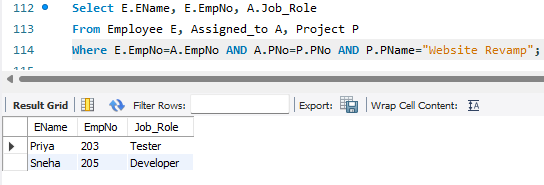 112 Select E.EName, E.EmpNo, A.Job_Role
113 From Employee E, Assigned_to A, Project P
114 Where E.EmpNo=A.EmpNo AND A.PNo=P.PNo AND P.PName="Website Revamp";
Result Grid Filter Rows: Export: Wrap Cell Content: IA
EName EmpNo Job_Role
Priya 203 Tester
Sneha 205 Developer